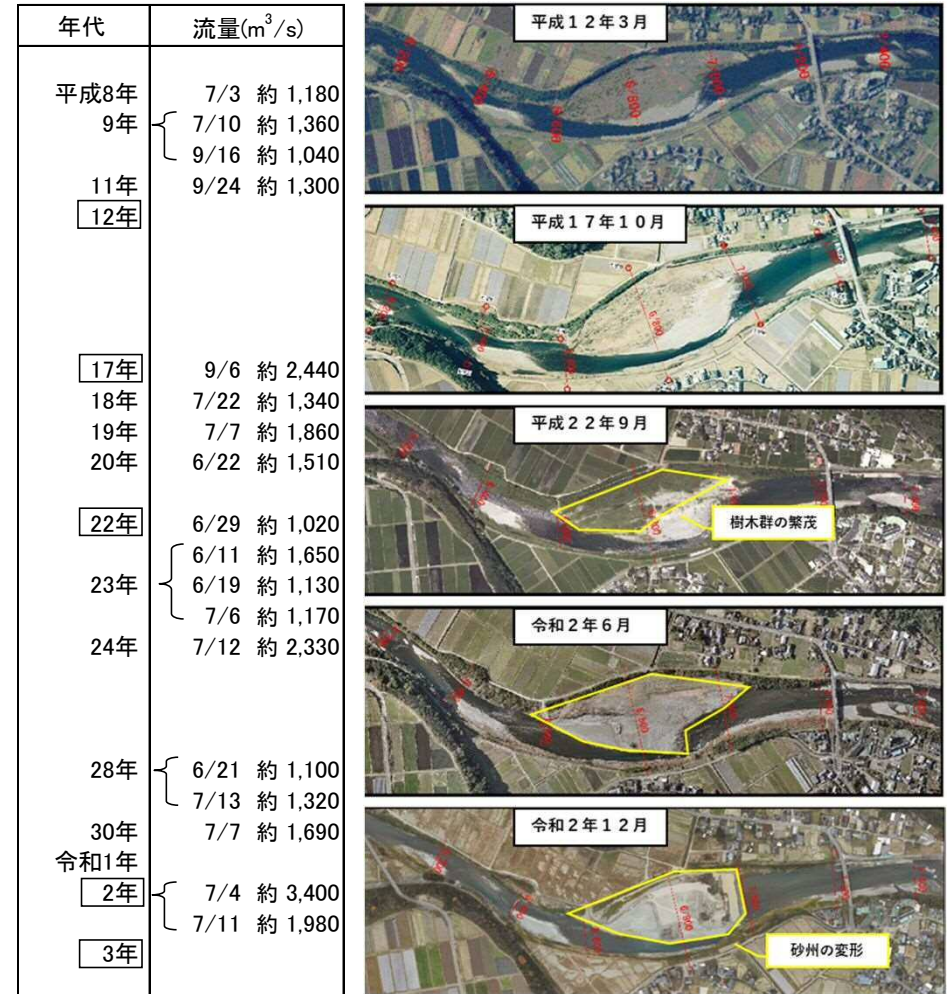 年代 流量(m³/s)
平成8年 7/3 約 1,180
9年 7/10 約 1,360
9/16 約 1,040
11年 9/24 約 1,300
12年
17年 9/6 約 2,440
18年 7/22 約 1,340
19年 7/7 約 1,860
20年 6/22 約 1,510
22年 6/29 約 1,020
6/11 約 1,650
23年 6/19 約 1,130
7/6 約 1,170
24年 7/12 約 2,330
28年 6/21 約 1,100
7/13 約 1,320
30年 7/7 約 1,690
令和1年
2年 7/4 約 3,400
7/11 約 1,980
3年
平成12年3月
平成17年10月
平成22年9月
樹木群の繁茂
令和2年6月
令和2年12月
砂州の変形